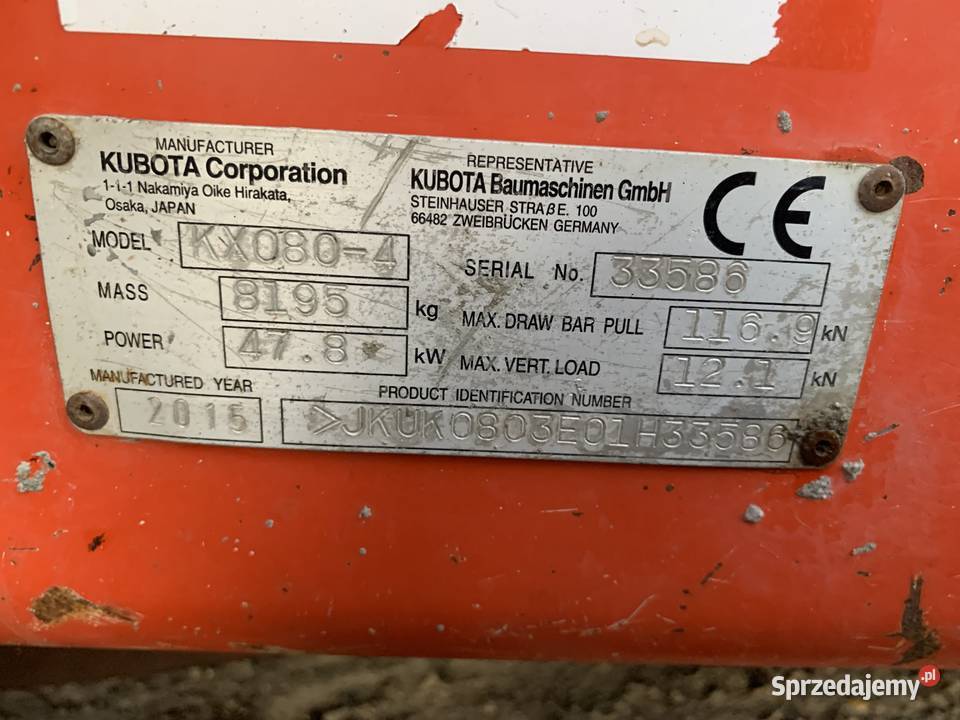 MANUFACTURER
KUBOTA Corporation
1-1-1 Nakamiya Oike Hirakata,
Osaka, JAPAN
REPRESENTATIVE
KUBOTA Baumaschinen GmbH
STEINHAUSER STRAßE. 100
66482 ZWEIBRÜCKEN GERMANY
CE
MODEL KX080-4
SERIAL No. 33586
MASS 8195 kg
MAX. DRAW BAR PULL 116.9 kN
POWER 47.8 kW
MAX. VERT. LOAD 12.1 kN
MANUFACTURED YEAR
2015
PRODUCT IDENTIFICATION NUMBER
>JKUK0803E01H33586
Sprzedajemy.pl